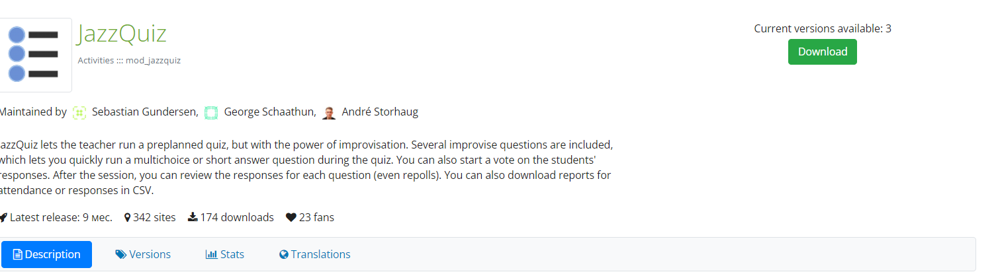 JazzQuiz
Current versions available: 3
Download
Activities ::: mod_jazzquiz
Maintained by Sebastian Gundersen, George Schaathun, André Storhaug
JazzQuiz lets the teacher run a preplanned quiz, but with the power of improvisation. Several improvise questions are included,
which lets you quickly run a multichoice or short answer question during the quiz. You can also start a vote on the students'
responses. After the session, you can review the responses for each question (even repolls). You can also download reports for
attendance or responses in CSV.
Latest release: 9 мес. 342 sites 174 downloads 23 fans
Description Versions Stats Translations